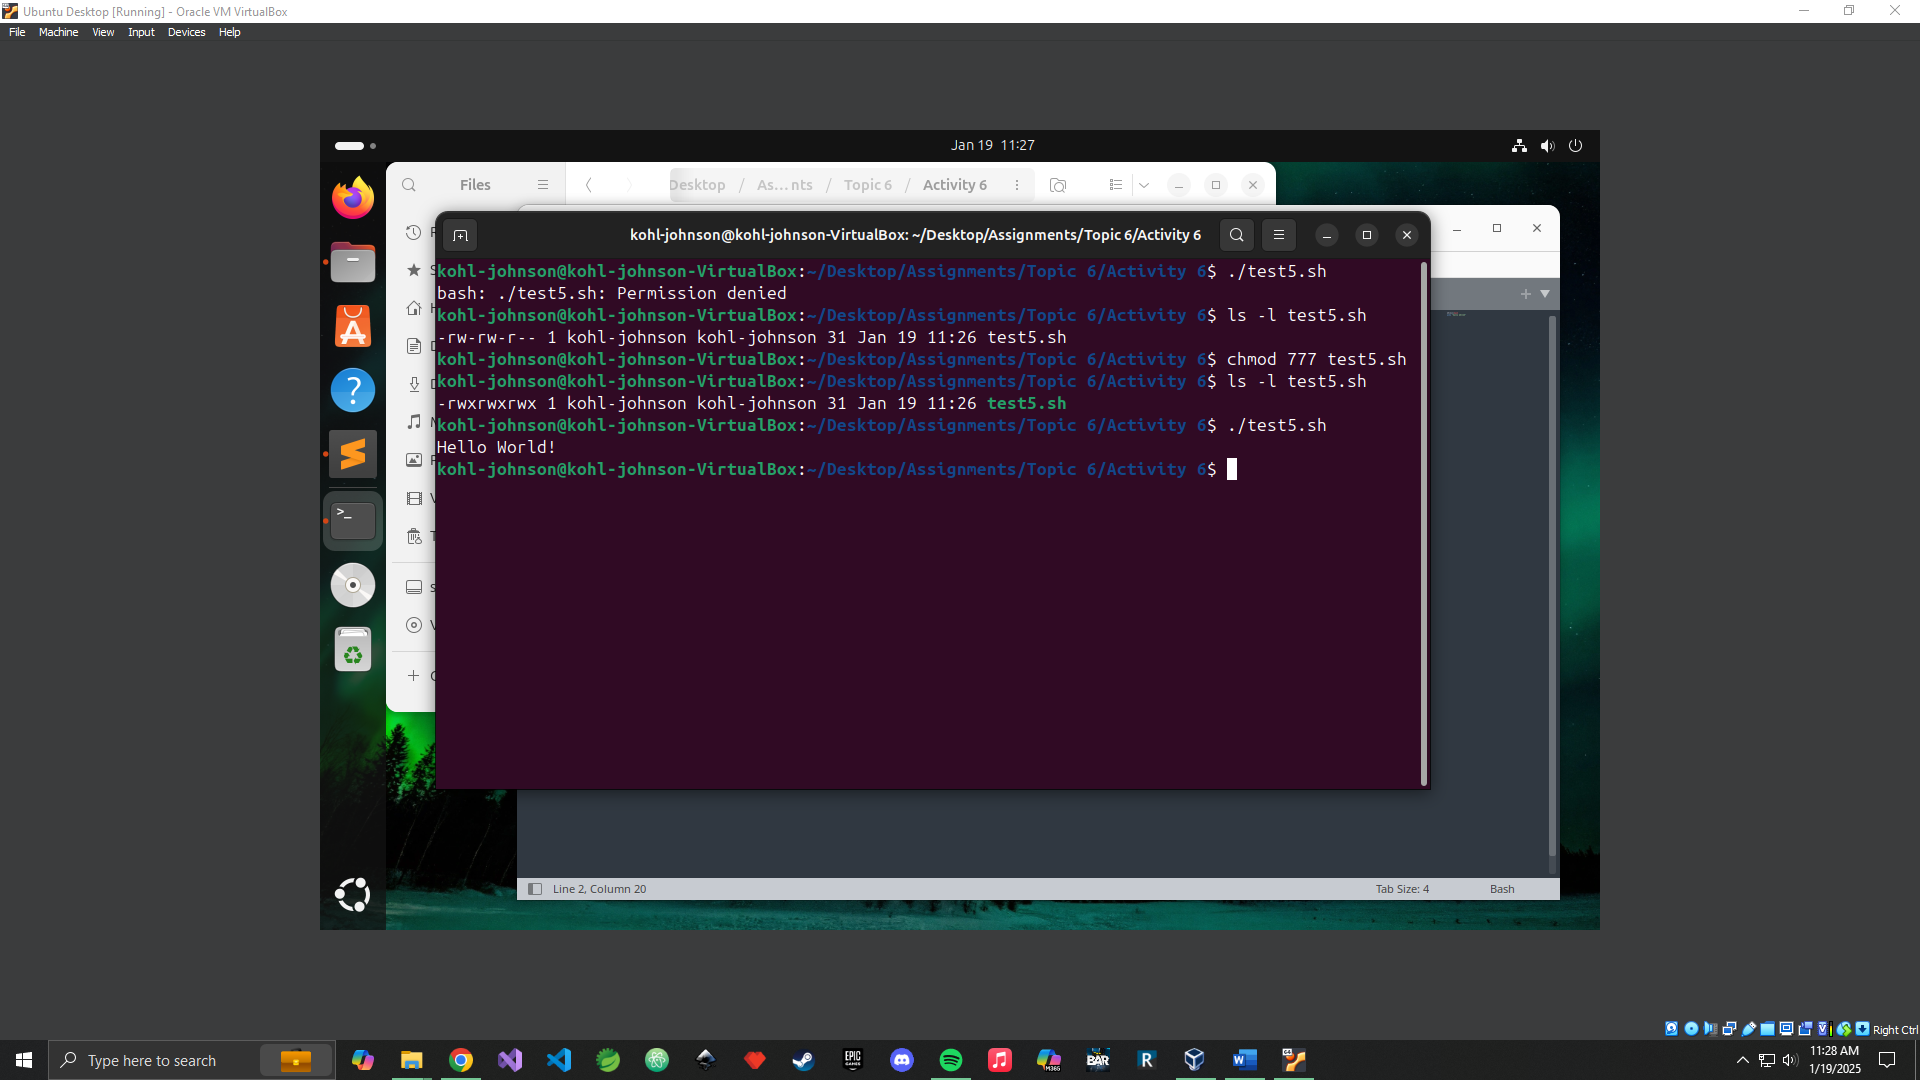 Ubuntu Desktop [Running] - Oracle VM VirtualBox
File Machine View Input Devices Help
Jan 19 11:27
Files
Desktop / As...nts / Topic 6 / Activity 6
kohl-johnson@kohl-johnson-VirtualBox: ~/Desktop/Assignments/Topic 6/Activity 6
kohl-johnson@kohl-johnson-VirtualBox:~/Desktop/Assignments/Topic 6/Activity 6$ ./test5.sh
bash: ./test5.sh: Permission denied
kohl-johnson@kohl-johnson-VirtualBox:~/Desktop/Assignments/Topic 6/Activity 6$ ls -l test5.sh
-rw-rw-r-- 1 kohl-johnson kohl-johnson 31 Jan 19 11:26 test5.sh
kohl-johnson@kohl-johnson-VirtualBox:~/Desktop/Assignments/Topic 6/Activity 6$ chmod 777 test5.sh
kohl-johnson@kohl-johnson-VirtualBox:~/Desktop/Assignments/Topic 6/Activity 6$ ls -l test5.sh
-rwxrwxrwx 1 kohl-johnson kohl-johnson 31 Jan 19 11:26 test5.sh
kohl-johnson@kohl-johnson-VirtualBox:~/Desktop/Assignments/Topic 6/Activity 6$ ./test5.sh
Hello World!
kohl-johnson@kohl-johnson-VirtualBox:~/Desktop/Assignments/Topic 6/Activity 6$
Line 2, Column 20
Tab Size: 4
Bash
Right Ctrl
Type here to search
EPIC GAMES
M365
BAR
R
11:28 AM
1/19/2025